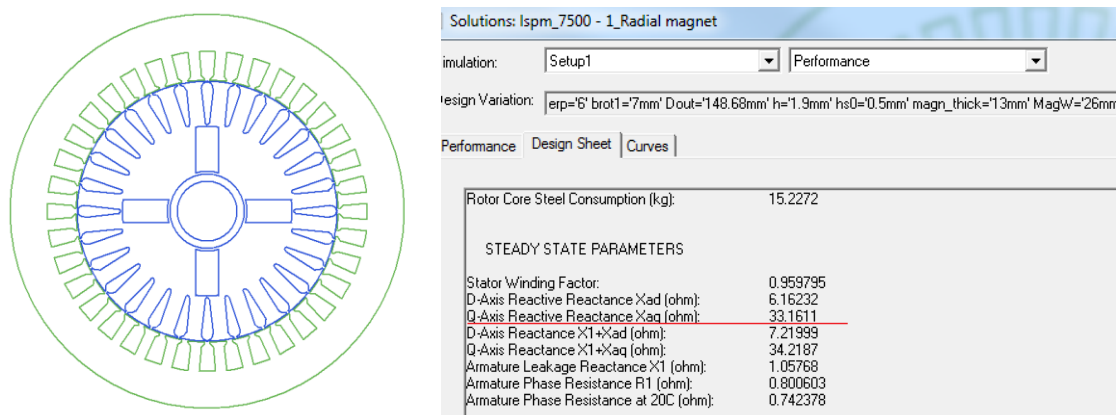 Solutions: lspm_7500 - 1_Radial magnet
imulation: Setup1 Performance
esign Variation: erp='6' brot1='7mm' Dout='148.68mm' h='1.9mm' hs0='0.5mm' magn_thick='13mm' MagW='26mm
Performance Design Sheet Curves
Rotor Core Steel Consumption (kg): 15.2272
STEADY STATE PARAMETERS
Stator Winding Factor: 0.959795
D-Axis Reactive Reactance Xad (ohm): 6.16232
Q-Axis Reactive Reactance Xaq (ohm): 33.1611
D-Axis Reactance X1+Xad (ohm): 7.21999
Q-Axis Reactance X1+Xaq (ohm): 34.2187
Armature Leakage Reactance X1 (ohm): 1.05768
Armature Phase Resistance R1 (ohm): 0.800603
Armature Phase Resistance at 20C (ohm): 0.742378